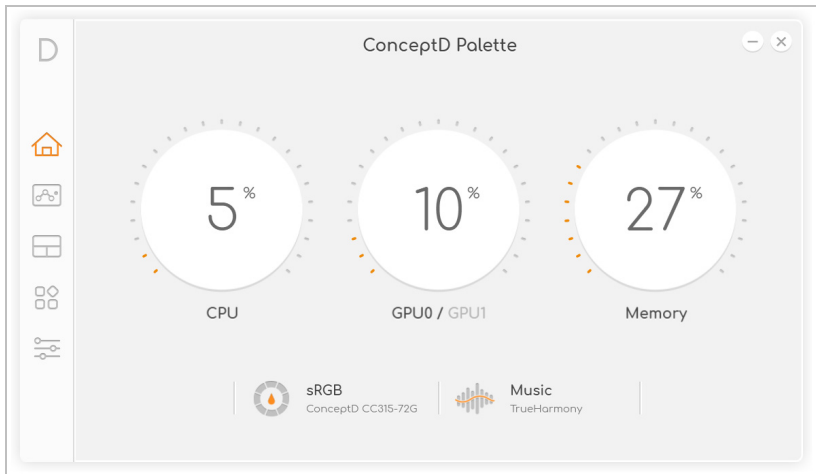 D
ConceptD Palette
5%
10%
27%
CPU
GPU0 / GPU1
Memory
sRGB
ConceptD CC315-72G
Music
TrueHarmony